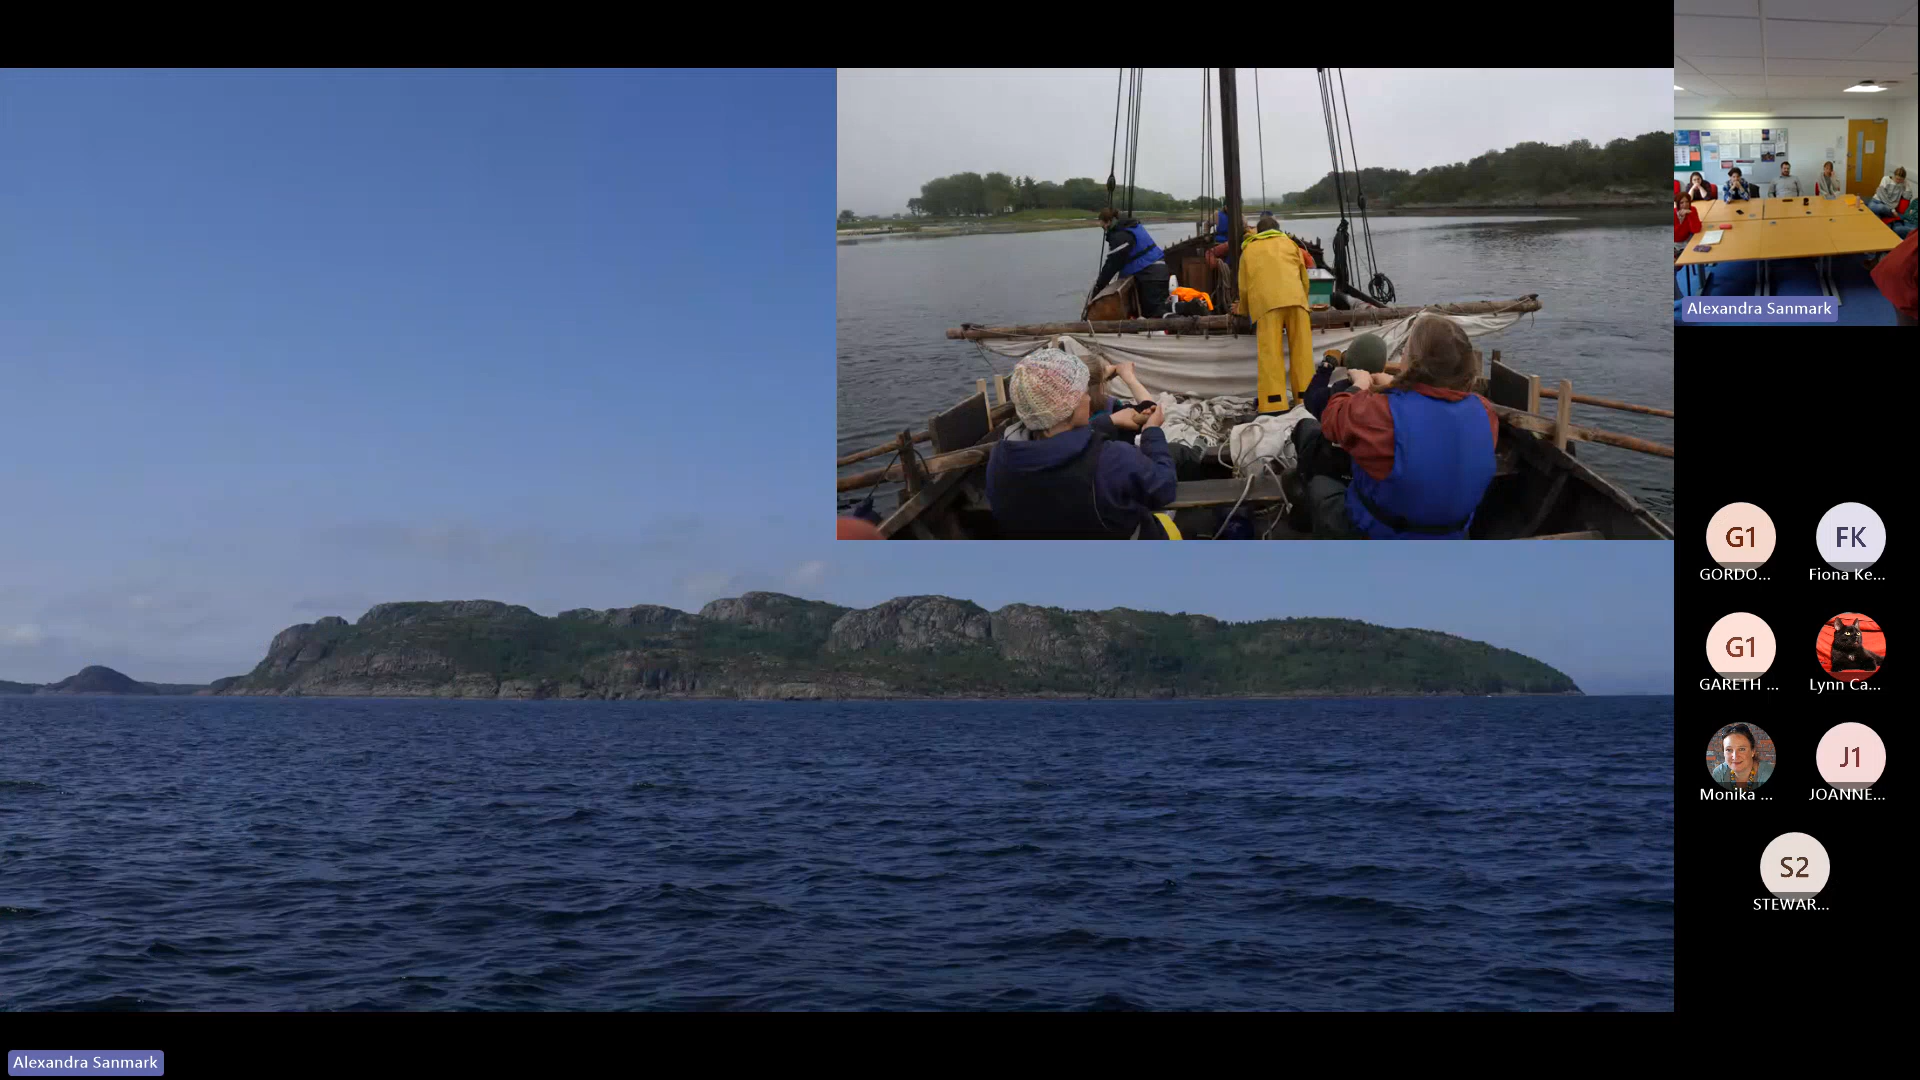 Alexandra Sanmark
G1
FK
GORDO...
Fiona Ke...
G1
GARETH ...
Lynn Ca...
Monika ...
J1
JOANNE...
S2
STEWAR...
Alexandra Sanmark